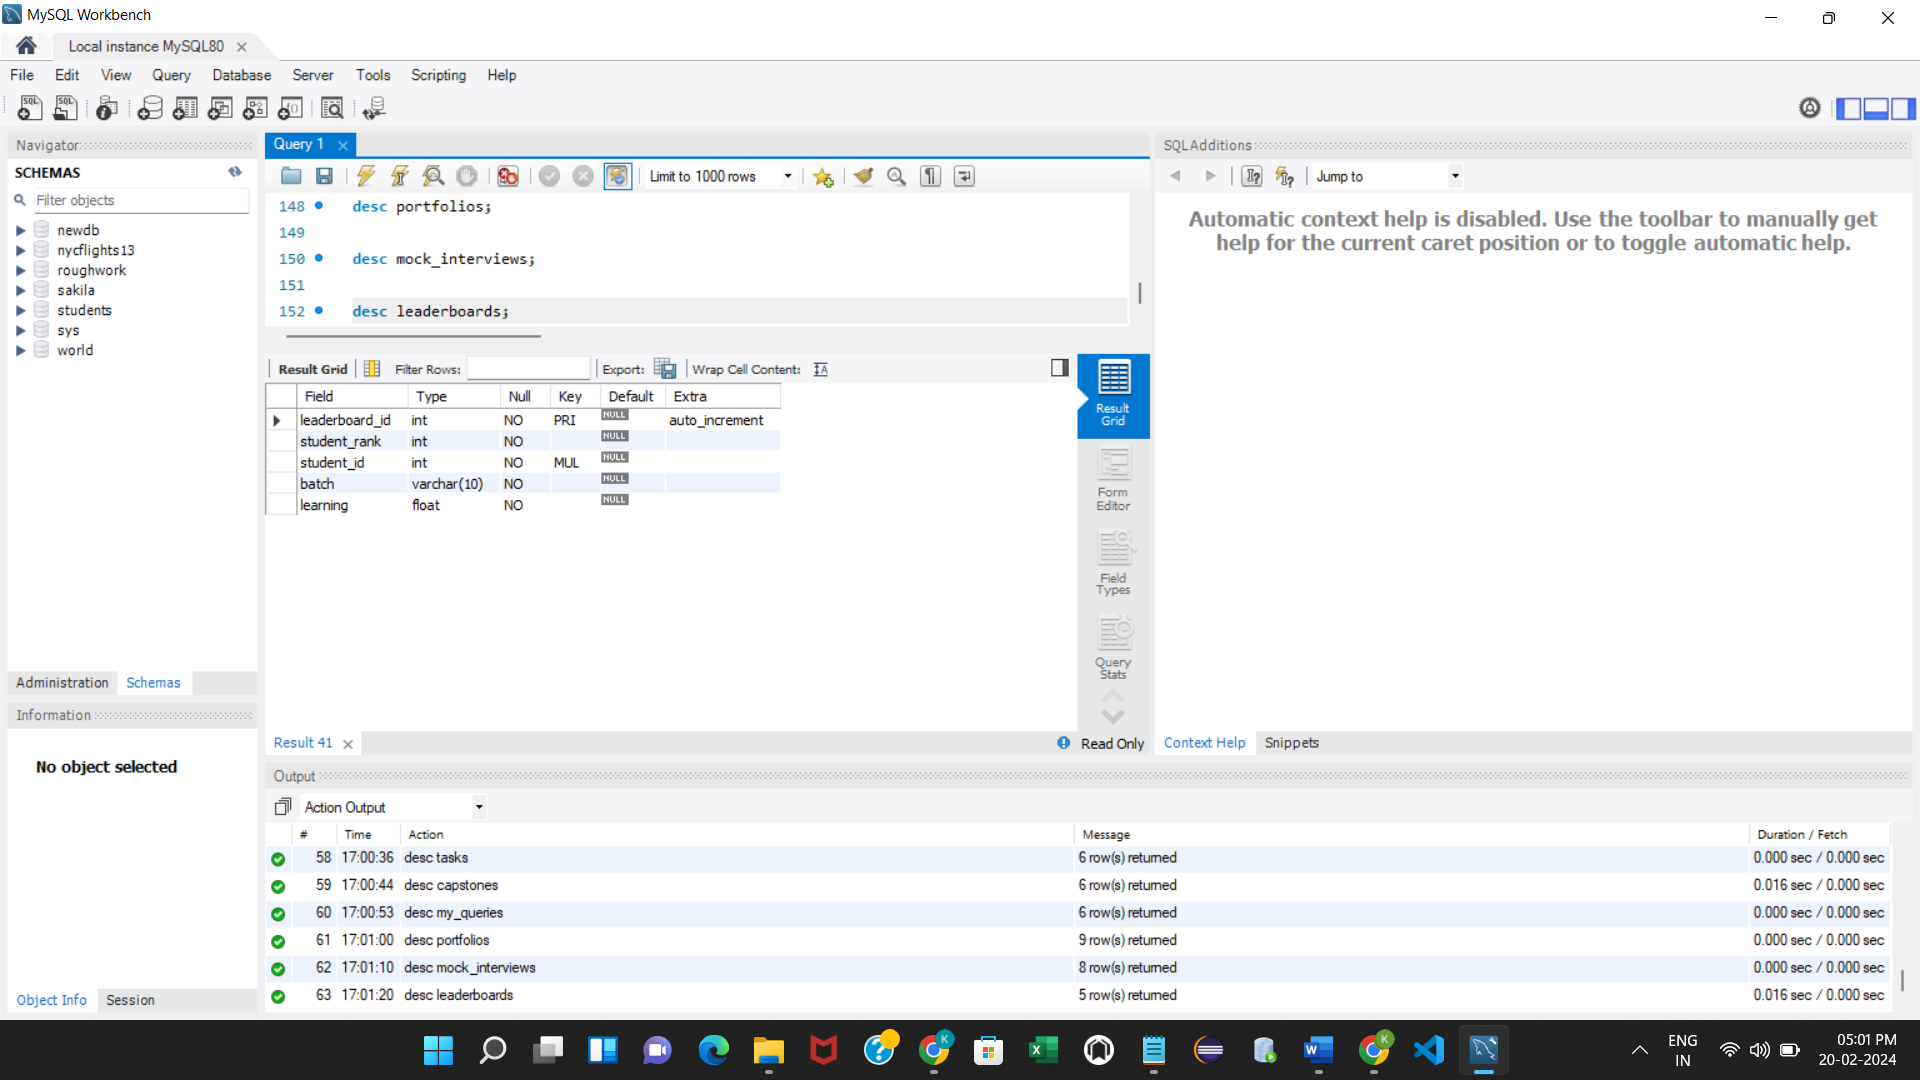 MySQL Workbench
Local instance MySQL80
File Edit View Query Database Server Tools Scripting Help
Navigator
SCHEMAS
Filter objects
newdb
nycflights13
roughwork
sakila
students
sys
world
Administration Schemas
Information
No object selected
Object Info Session
Query 1
Limit to 1000 rows
148 desc portfolios;
149
150 desc mock_interviews;
151
152 desc leaderboards;
Result Grid Filter Rows: Export: Wrap Cell Content:
Field Type Null Key Default Extra
leaderboard_id int NO PRI NULL auto_increment
student_rank int NO NULL
student_id int NO MUL NULL
batch varchar(10) NO NULL
learning float NO NULL
Result Grid
Form Editor
Field Types
Query Stats
Result 41 Read Only
SQLAdditions
Jump to
Automatic context help is disabled. Use the toolbar to manually get
help for the current caret position or to toggle automatic help.
Context Help Snippets
Output
Action Output
# Time Action Message Duration / Fetch
58 17:00:36 desc tasks 6 row(s) returned 0.000 sec / 0.000 sec
59 17:00:44 desc capstones 6 row(s) returned 0.016 sec / 0.000 sec
60 17:00:53 desc my_queries 6 row(s) returned 0.000 sec / 0.000 sec
61 17:01:00 desc portfolios 9 row(s) returned 0.000 sec / 0.000 sec
62 17:01:10 desc mock_interviews 8 row(s) returned 0.000 sec / 0.000 sec
63 17:01:20 desc leaderboards 5 row(s) returned 0.016 sec / 0.000 sec
ENG
IN
05:01 PM
20-02-2024